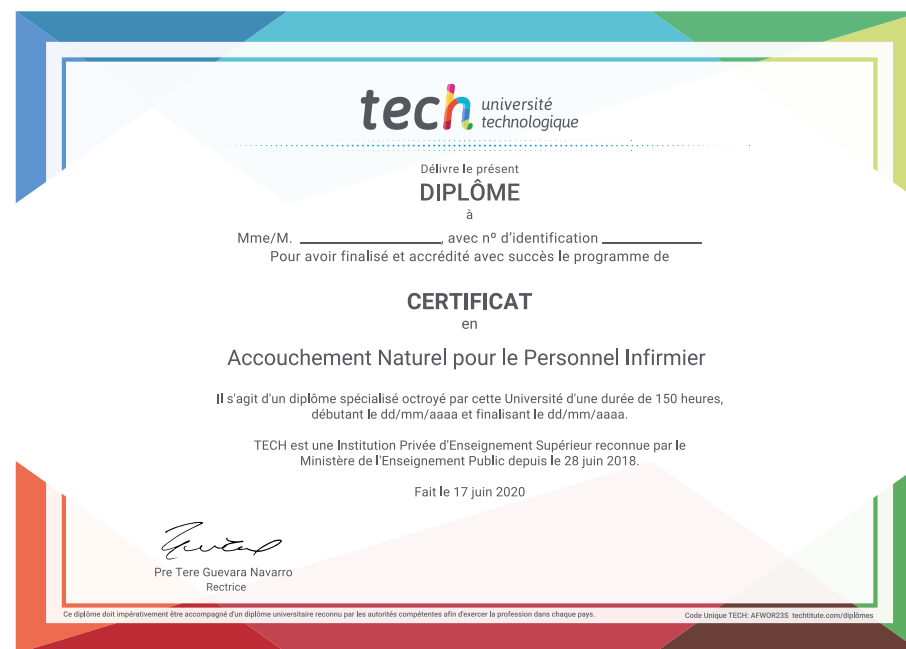 tech université
technologique
Délivre le présent
DIPLÔME
à
Mme/M. ____________________, avec nº d'identification ______________
Pour avoir finalisé et accrédité avec succès le programme de
CERTIFICAT
en
Accouchement Naturel pour le Personnel Infirmier
Il s'agit d'un diplôme spécialisé octroyé par cette Université d'une durée de 150 heures,
débutant le dd/mm/aaaa et finalisant le dd/mm/aaaa.
TECH est une Institution Privée d'Enseignement Supérieur reconnue par le
Ministère de l'Enseignement Public depuis le 28 juin 2018.
Fait le 17 juin 2020
Pre Tere Guevara Navarro
Rectrice
Ce diplôme doit impérativement être accompagné d'un diplôme universitaire reconnu par les autorités compétentes afin d'exercer la profession dans chaque pays.
Code Unique TECH: AFWOR23S techtitute.com/diplômes